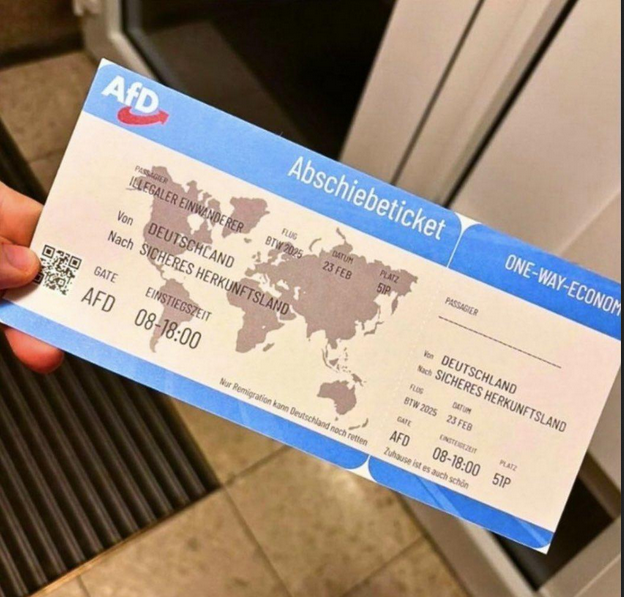 AfD
Abschiebeticket
ONE-WAY-ECONOM
PASSAGIER
ILLEGALER EINWANDERER
Von DEUTSCHLAND
Nach SICHERES HERKUNFTSLAND
FLUG
BTW 2025
DATUM
23 FEB
PLATZ
51P
GATE
AFD
EINSTIEGSZEIT
08-18:00
Nur Remigration kann Deutschland noch retten
PASSAGIER
Von DEUTSCHLAND
Nach SICHERES HERKUNFTSLAND
FLUG
BTW 2025
DATUM
23 FEB
GATE
AFD
EINSTEIGEZEIT
08-18:00
PLATZ
51P
Zuhause ist es auch schön